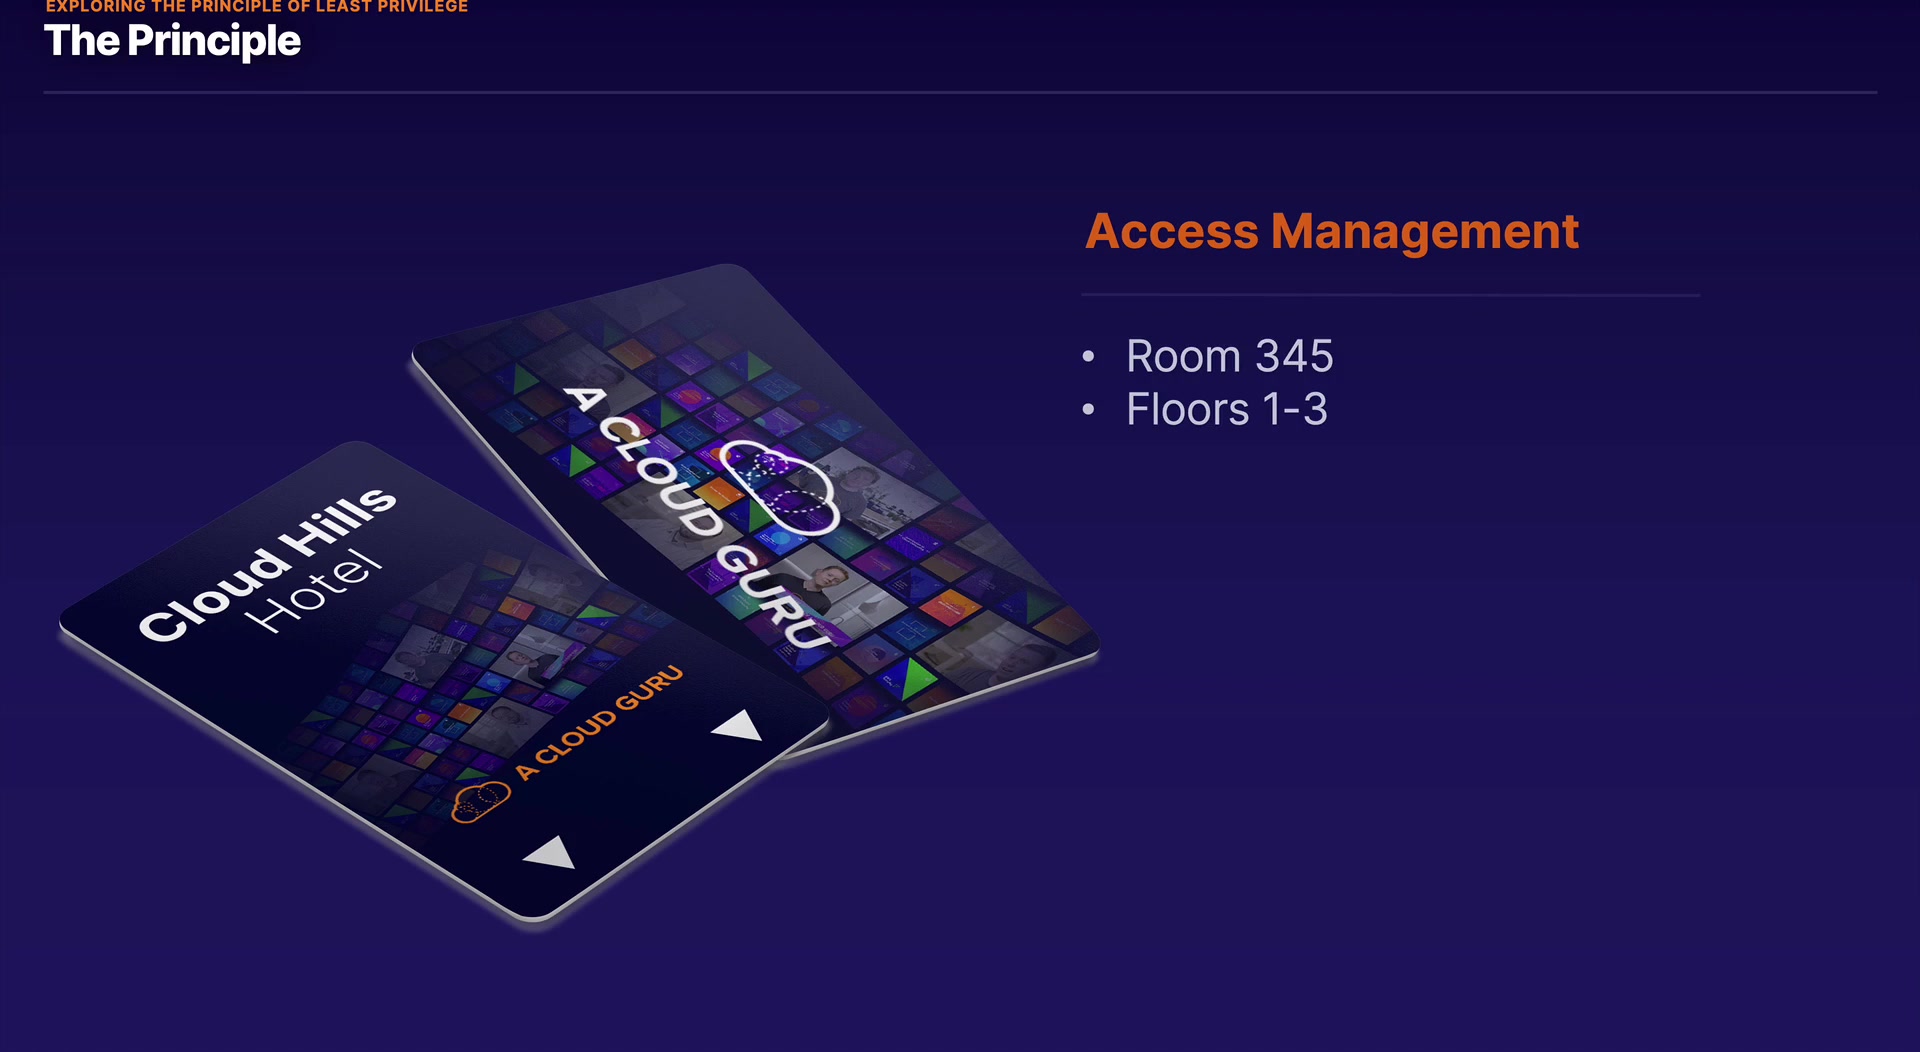 EXPLORING THE PRINCIPLE OF LEAST PRIVILEGE
The Principle
Access Management
• Room 345
• Floors 1-3
A CLOUD GURU
Cloud Hills
Hotel
A CLOUD GURU